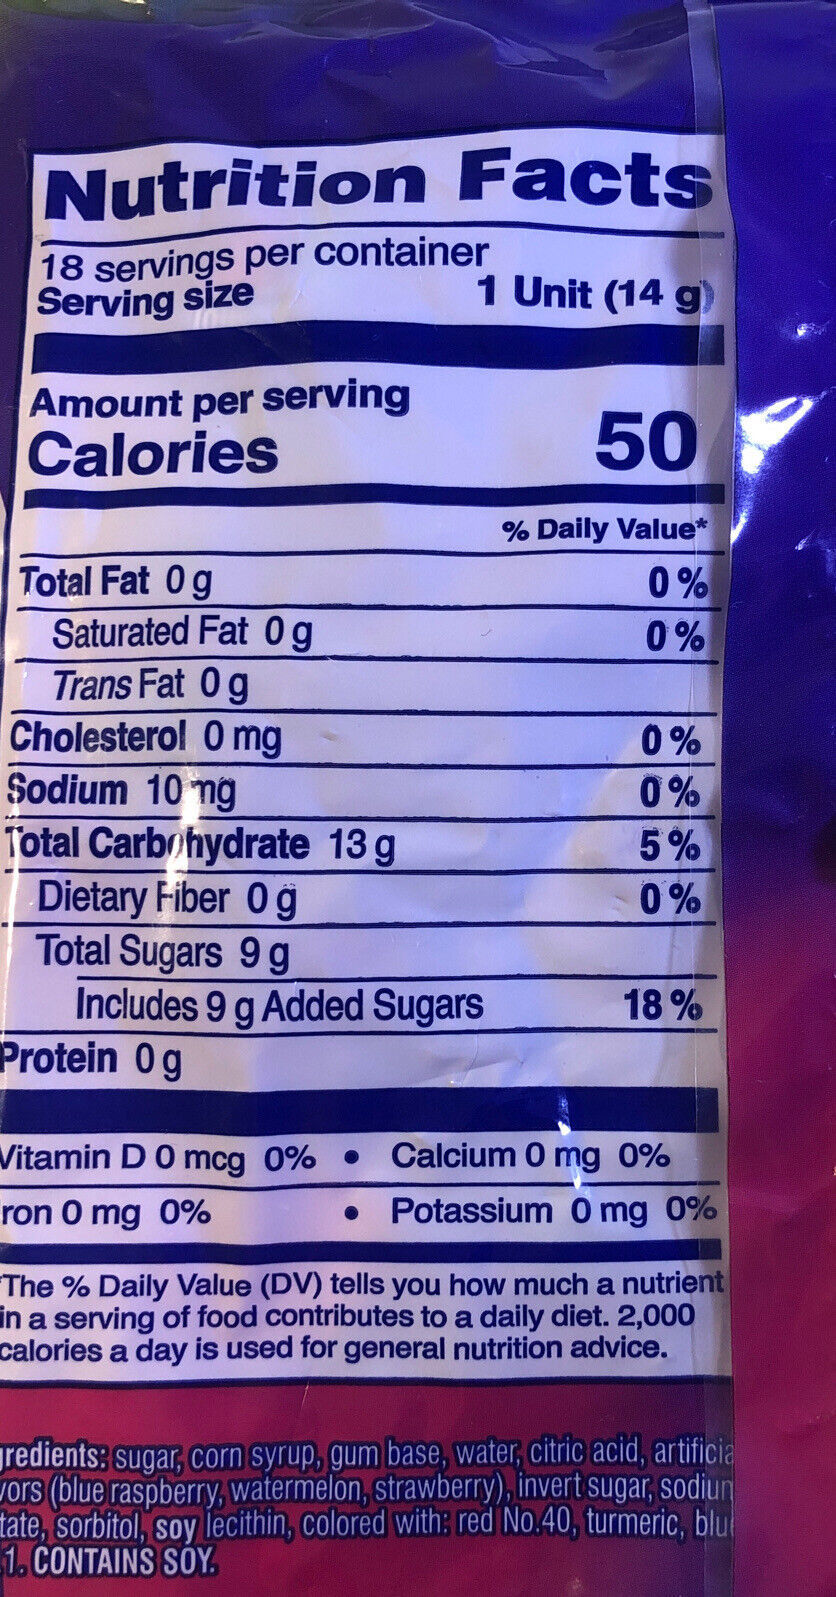 Nutrition Facts
18 servings per container
Serving size 1 Unit (14 g)
Amount per serving
Calories 50
% Daily Value*
Total Fat 0 g 0 %
Saturated Fat 0 g 0 %
Trans Fat 0 g
Cholesterol 0 mg 0 %
Sodium 10 mg 0 %
Total Carbohydrate 13 g 5 %
Dietary Fiber 0 g 0 %
Total Sugars 9 g
Includes 9 g Added Sugars 18 %
Protein 0 g
Vitamin D 0 mcg 0% • Calcium 0 mg 0%
ron 0 mg 0% • Potassium 0 mg 0%
*The % Daily Value (DV) tells you how much a nutrient
in a serving of food contributes to a daily diet. 2,000
calories a day is used for general nutrition advice.
gredients: sugar, corn syrup, gum base, water, citric acid, artificia
vors (blue raspberry, watermelon, strawberry), invert sugar, sodiun
tate, sorbitol, soy lecithin, colored with: red No.40, turmeric, blu
1. CONTAINS SOY.